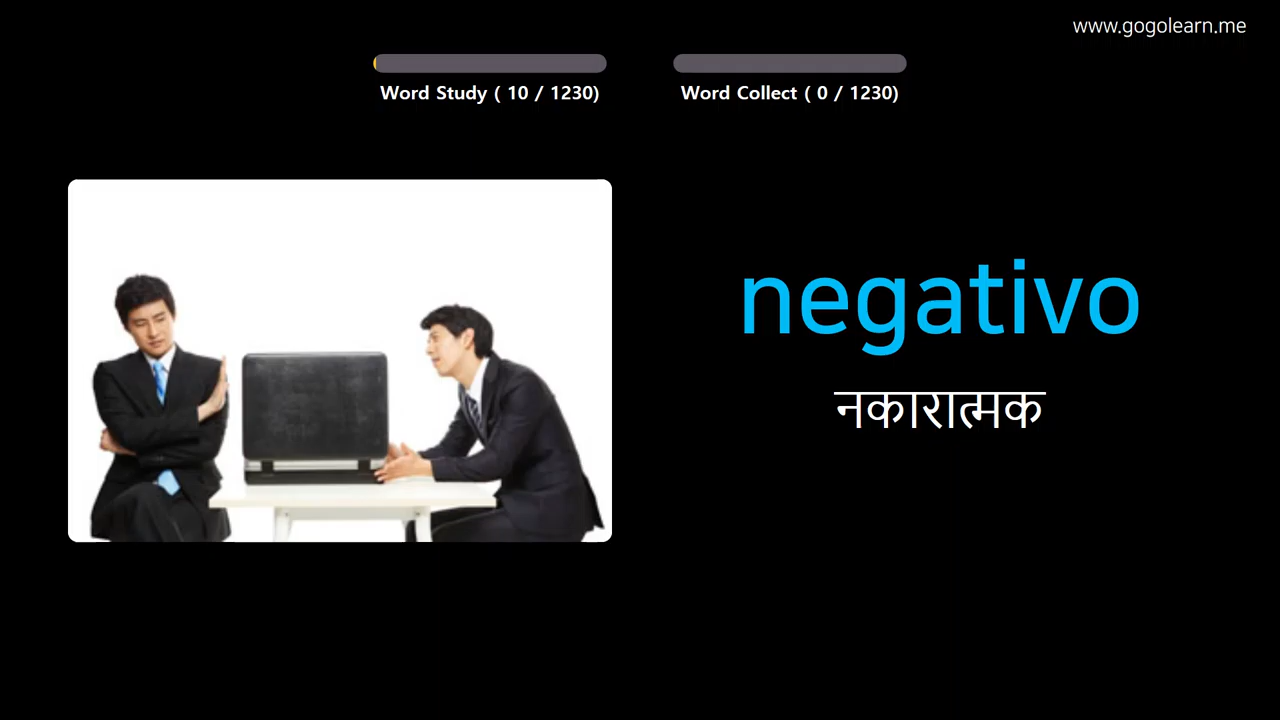 www.gogolearn.me
Word Study ( 10 / 1230)
Word Collect ( 0 / 1230)
negativo
नकारात्मक